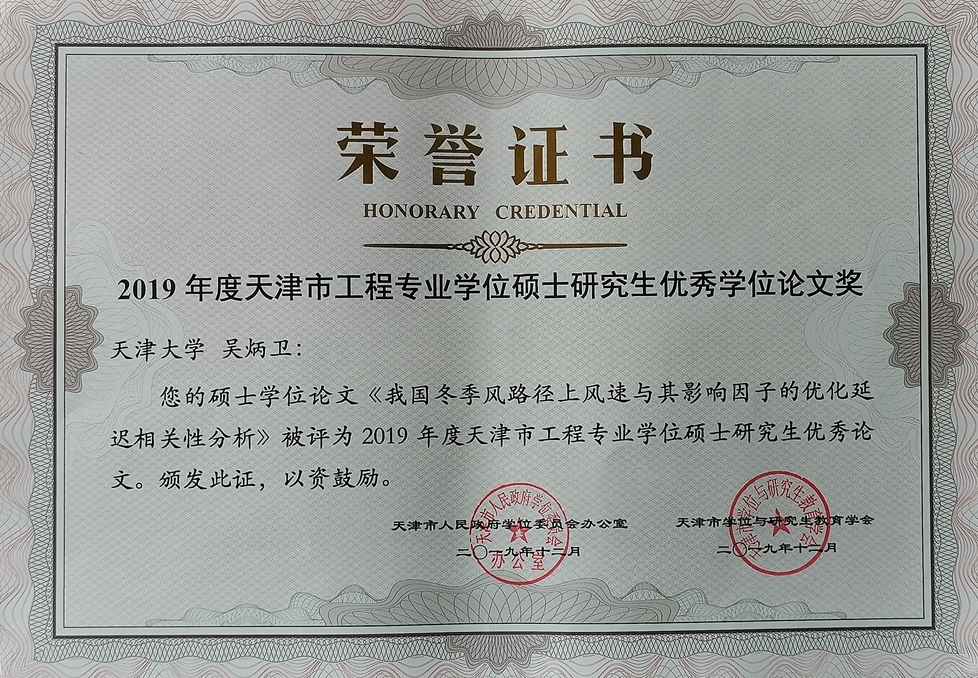 荣誉证书
HONORARY CREDENTIAL
2019 年度天津市工程专业学位硕士研究生优秀学位论文奖
天津大学 吴炳卫：
您的硕士学位论文《我国冬季风路径上风速与其影响因子的优化延
迟相关性分析》被评为 2019 年度天津市工程专业学位硕士研究生优秀论
文。颁发此证，以资鼓励。
天津市人民政府学位委员会办公室
天津市学位与研究生教育学会
二〇一九年十二月
二〇一九年十二月
天津市人民政府学位委员会
办公室
天津市学位与研究生教育学会